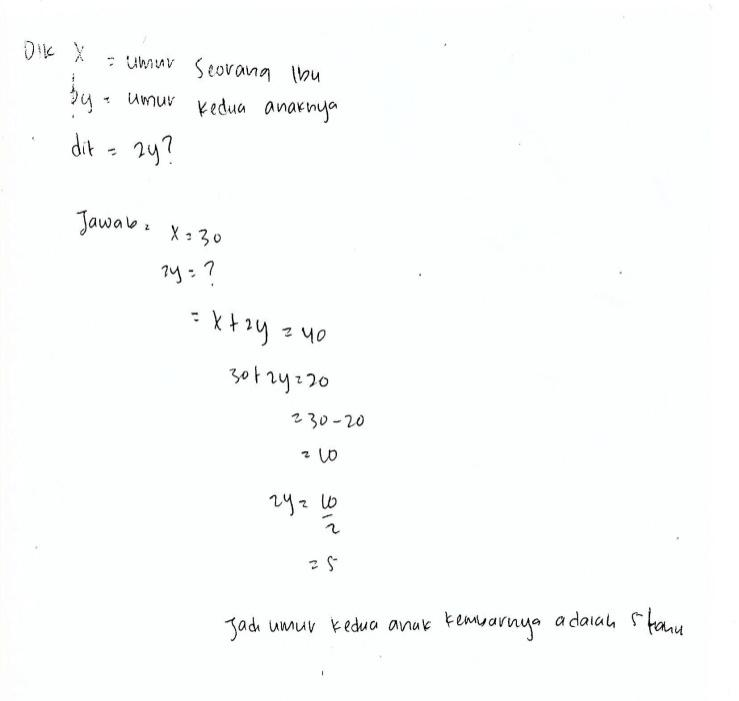 Dik X = umur seorang Ibu
2y = umur kedua anaknya
dit = 2y?
Jawab = X = 30
2y = ?
= X + 2y = 40
30 + 2y = 20
= 30 - 20
= 10
2y = 10
2
= 5
Jadi umur kedua anak kembarnya adalah 5 tahu